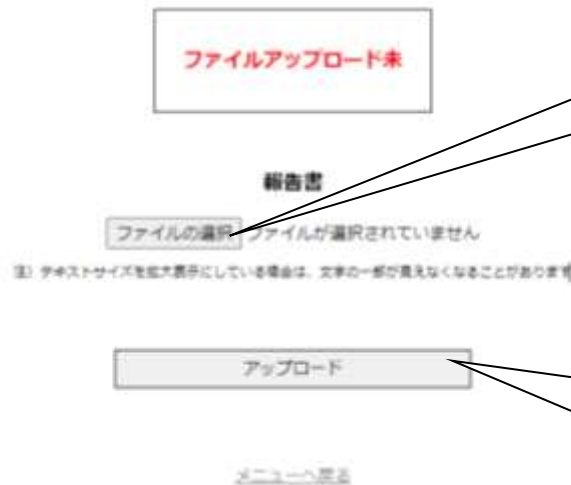 ファイルアップロード未
報告書
ファイルの選択 ファイルが選択されていません
注）テキストサイズを拡大表示にしている場合は、文字の一部が見えなくなることがあります
アップロード
メニューへ戻る